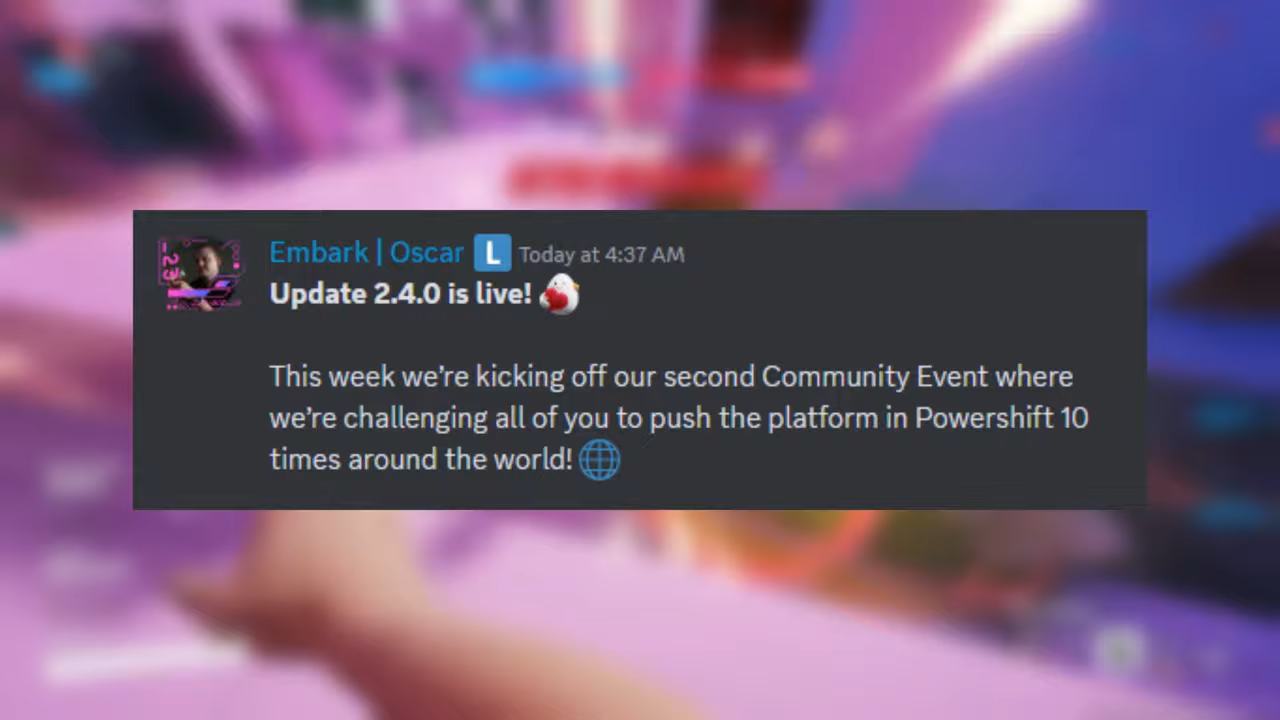 Embark | Oscar L Today at 4:37 AM
Update 2.4.0 is live!
This week we're kicking off our second Community Event where
we're challenging all of you to push the platform in Powershift 10
times around the world!